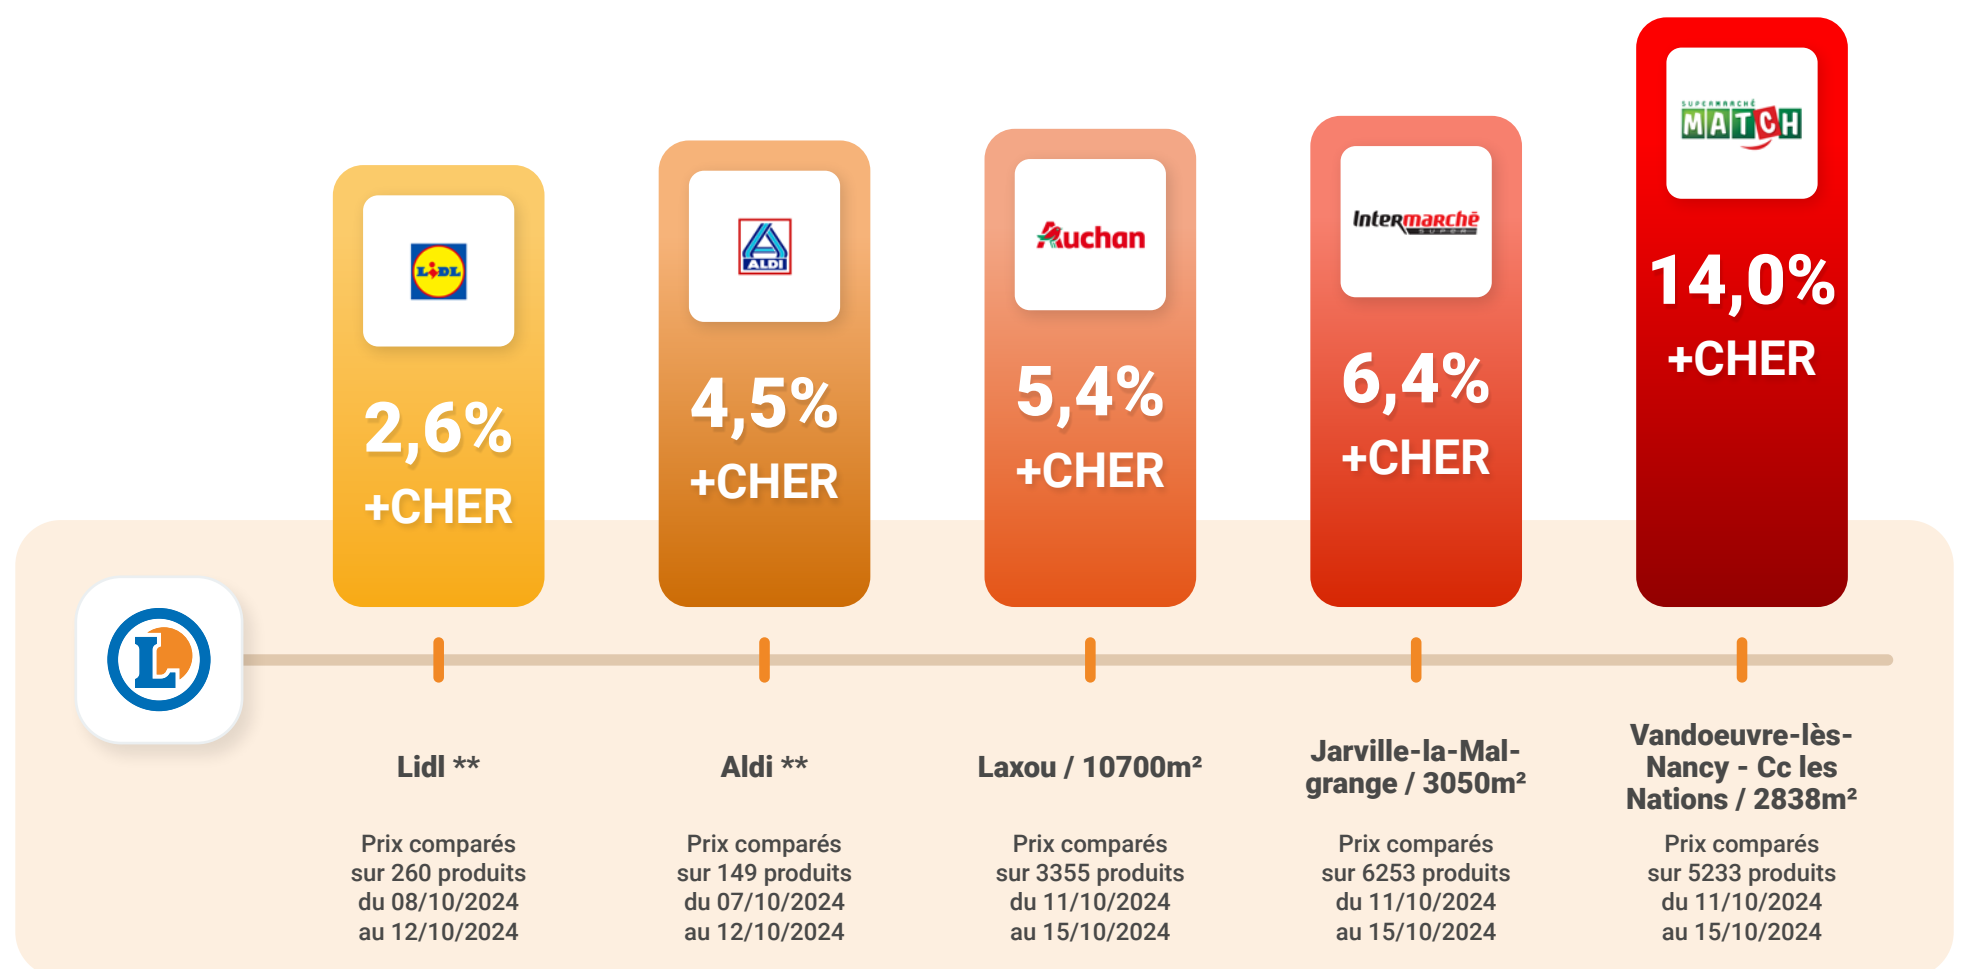 LIDL
2,6%
+CHER
ALDI
4,5%
+CHER
Auchan
5,4%
+CHER
Intermarchē
SUPER
6,4%
+CHER
SUPERMARCHÉ
MATCH
14,0%
+CHER
L
Lidl **
Prix comparés
sur 260 produits
du 08/10/2024
au 12/10/2024
Aldi **
Prix comparés
sur 149 produits
du 07/10/2024
au 12/10/2024
Laxou / 10700m²
Prix comparés
sur 3355 produits
du 11/10/2024
au 15/10/2024
Jarville-la-Mal-
grange / 3050m²
Prix comparés
sur 6253 produits
du 11/10/2024
au 15/10/2024
Vandoeuvre-lès-
Nancy - Cc les
Nations / 2838m²
Prix comparés
sur 5233 produits
du 11/10/2024
au 15/10/2024